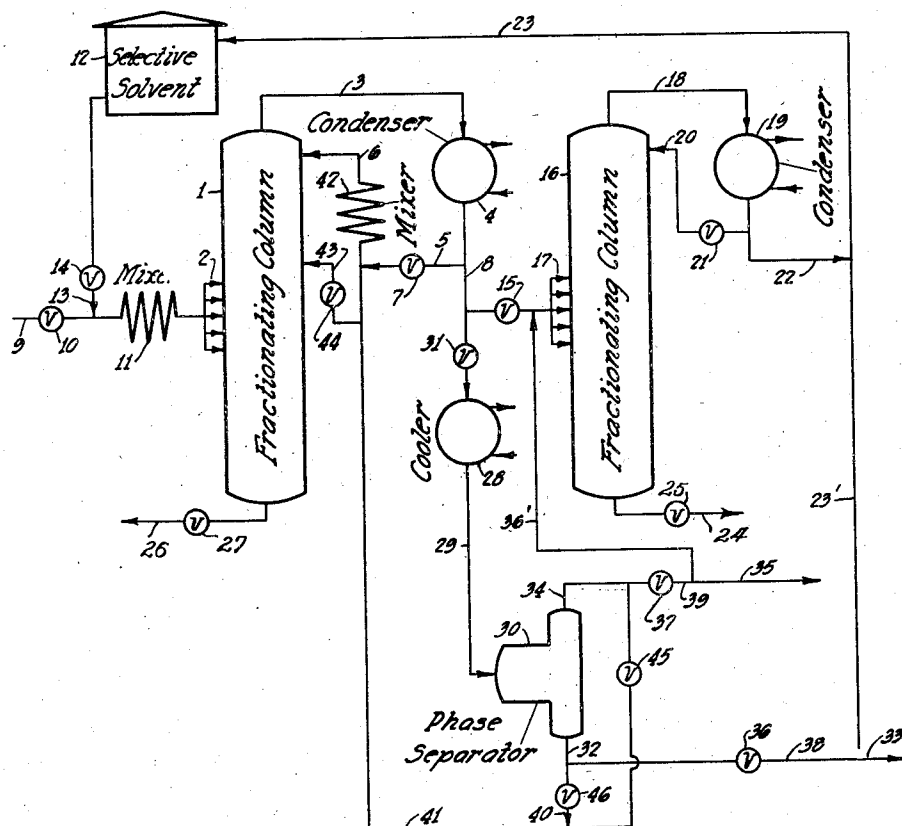 23
12
Selective
Solvent
3
18
Condenser
19
6
20
1
42
16
Condenser
Mixer
4
14
V
Mixe.
2
43
5
17
21
V
13
7
V
8
15
V
22
9
V
10
11
V
44
31
V
Fractionating Column
Fractionating Column
Cooler
28
25
V
23'
26
V
27
29
36'
24
34
V
35
37
39
30
45
V
Phase
Separator
32
36
V
38
33
V
46
40
41